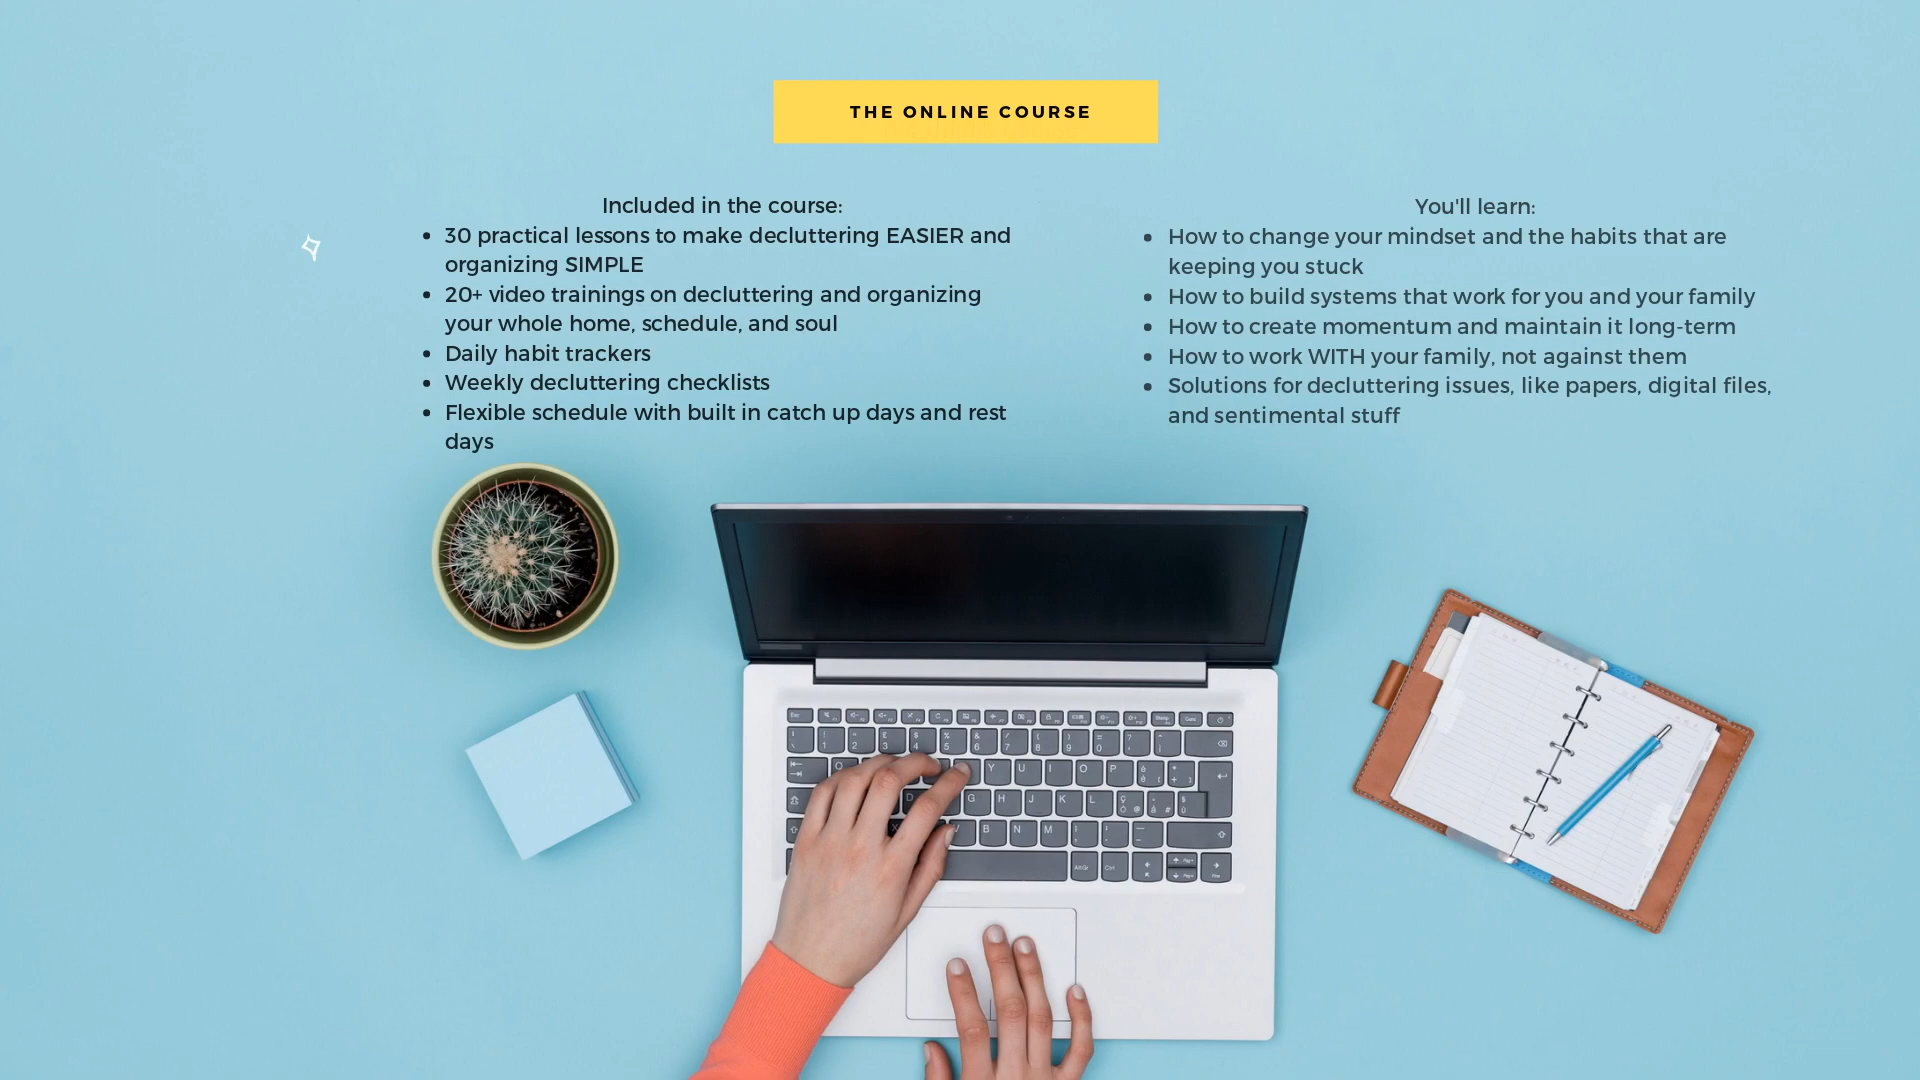 THE ONLINE COURSE
Included in the course:
• 30 practical lessons to make decluttering EASIER and
organizing SIMPLE
• 20+ video trainings on decluttering and organizing
your whole home, schedule, and soul
• Daily habit trackers
• Weekly decluttering checklists
• Flexible schedule with built in catch up days and rest
days
You'll learn:
• How to change your mindset and the habits that are
keeping you stuck
• How to build systems that work for you and your family
• How to create momentum and maintain it long-term
• How to work WITH your family, not against them
• Solutions for decluttering issues, like papers, digital files,
and sentimental stuff